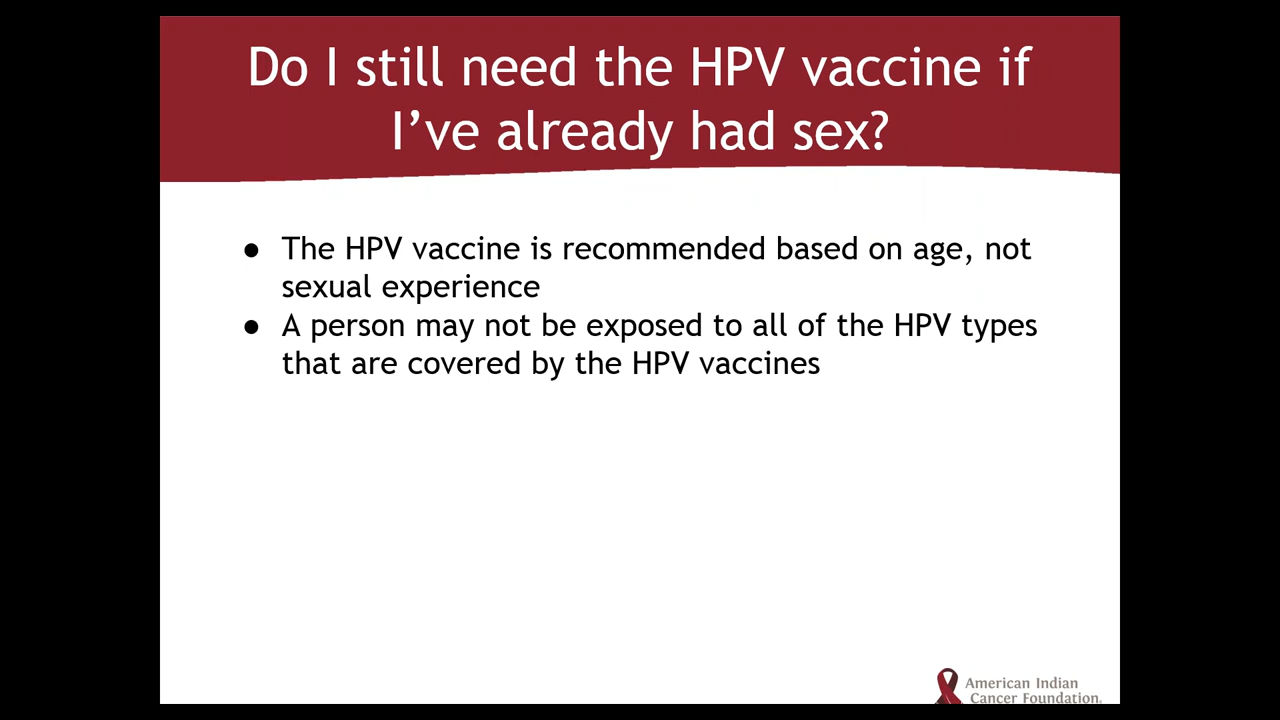 Do I still need the HPV vaccine if
I’ve already had sex?
● The HPV vaccine is recommended based on age, not
sexual experience
● A person may not be exposed to all of the HPV types
that are covered by the HPV vaccines
American Indian
Cancer Foundation.